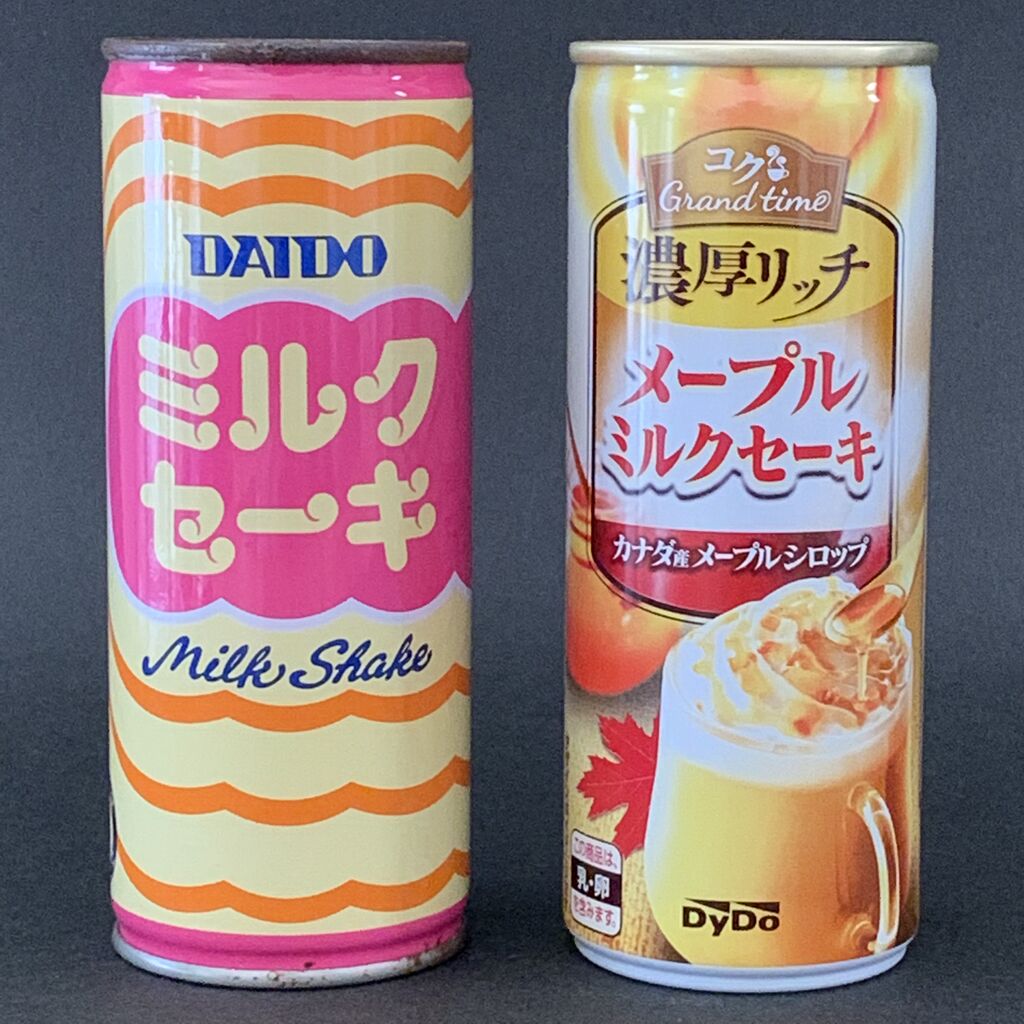 DAIDO
ミルク
セーキ
Milk Shake
コク
Grand time
濃厚リッチ
メープル
ミルクセーキ
カナダ産メープルシロップ
この商品は、
乳・卵
を含みます。
DyDo